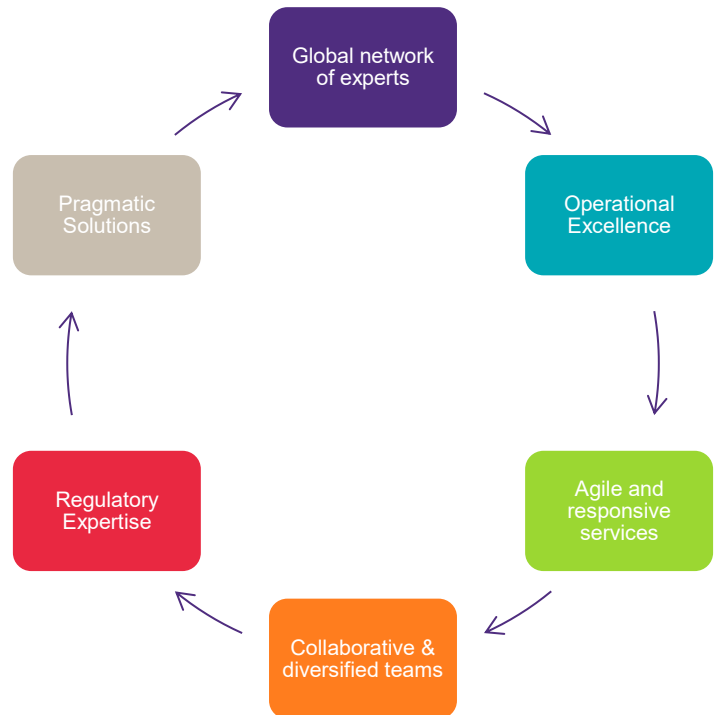 Global network
of experts
Operational
Excellence
Agile and
responsive
services
Collaborative &
diversified teams
Regulatory
Expertise
Pragmatic
Solutions